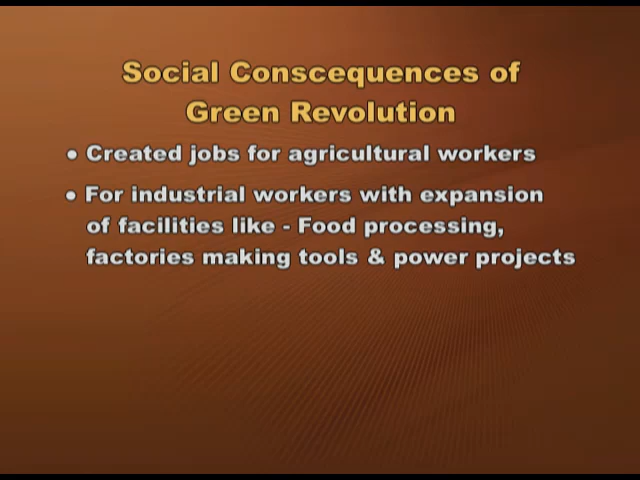 Social Conscequences of
Green Revolution
• Created jobs for agricultural workers
• For industrial workers with expansion
of facilities like - Food processing,
factories making tools & power projects